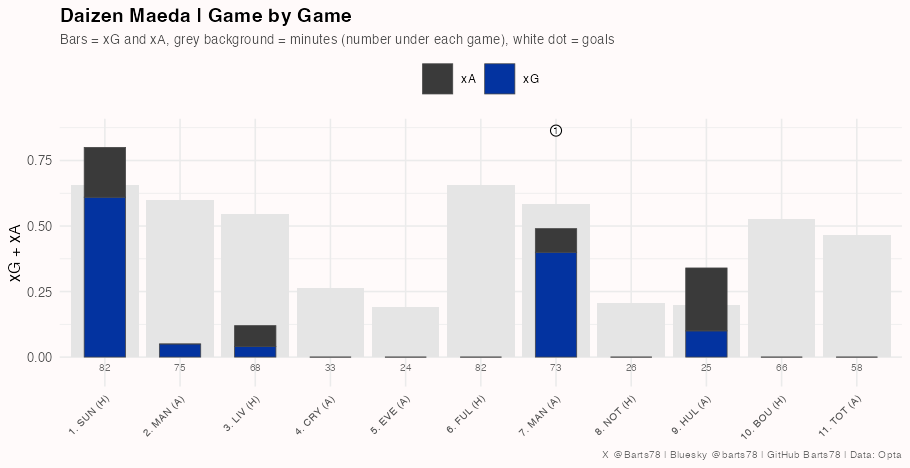 Daizen Maeda | Game by Game
Bars = xG and xA, grey background = minutes (number under each game), white dot = goals
xA xG
1
0.75
0.50
0.25
0.00
xG + xA
82 75 68 33 24 82 73 26 25 66 58
1. SUN (H)
2. MAN (A)
3. LIV (H)
4. CRY (A)
5. EVE (A)
6. FUL (H)
7. MAN (A)
8. NOT (H)
9. HUL (A)
10. BOU (H)
11. TOT (A)
X @Barts78 | Bluesky @barts78 | GitHub Barts78 | Data: Opta